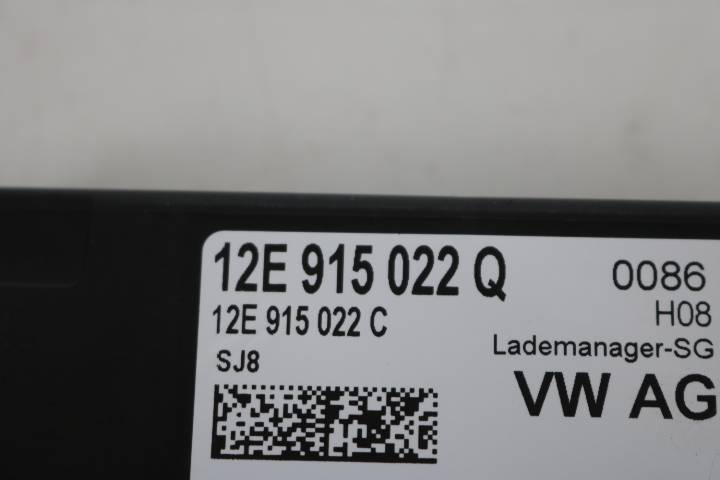 12E 915 022 Q 0086
12E 915 022 C H08
Lademanager-SG
SJ8
VW AG